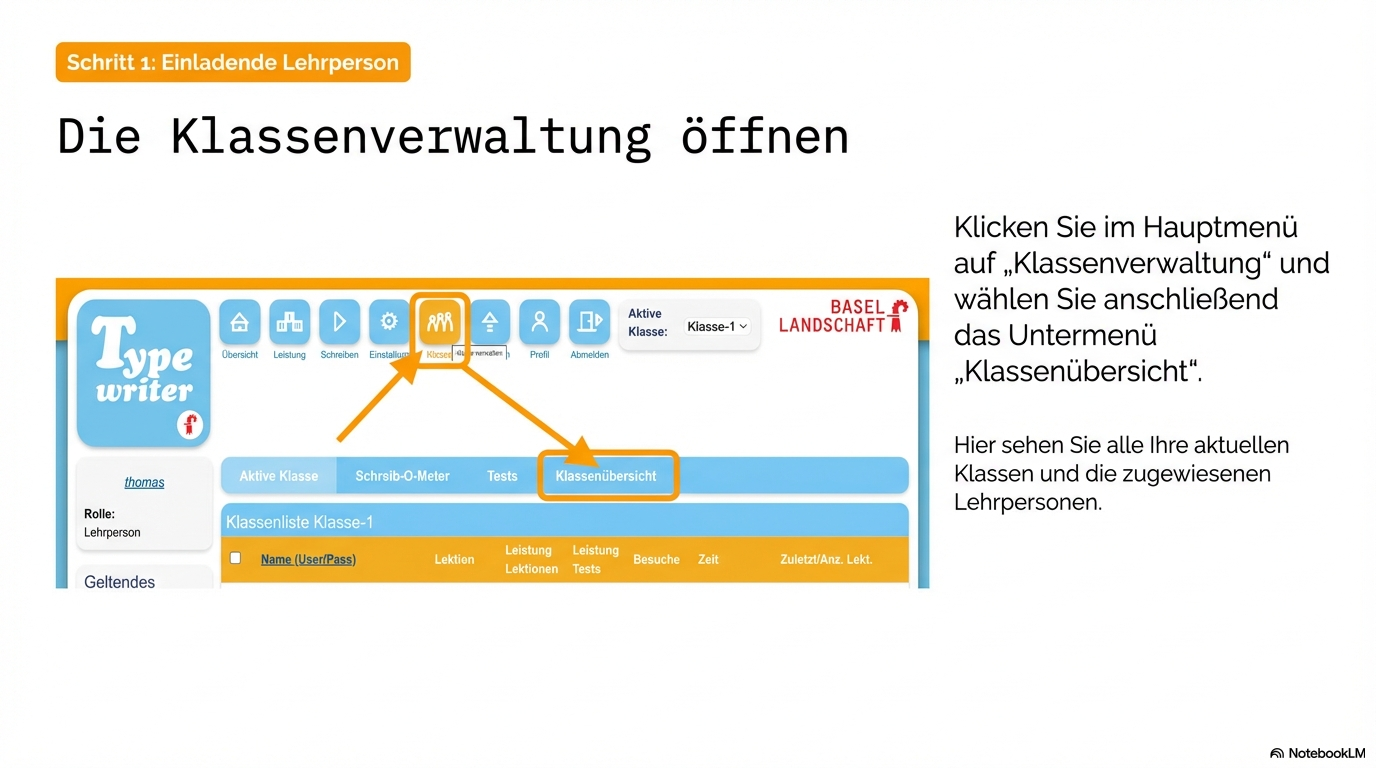 Schritt 1: Einladende Lehrperson
Die Klassenverwaltung öffnen
Klicken Sie im Hauptmenü
auf „Klassenverwaltung“ und
wählen Sie anschließend
das Untermenü
„Klassenübersicht“.
Hier sehen Sie alle Ihre aktuellen
Klassen und die zugewiesenen
Lehrpersonen.
Type
writer
Übersicht
Leistung
Schreiben
Profil
Abmelden
Aktive
Klasse:
Klasse-1
BASEL
LANDSCHAFT
thomas
Rolle:
Lehrperson
Geltendes
Aktive Klasse
Schreib-O-Meter
Tests
Klassenübersicht
Klassenliste Klasse-1
Name (User/Pass)
Lektion
Leistung
Lektionen
Leistung
Tests
Besuche
Zeit
Zuletzt/Anz. Lekt.
NotebookLM